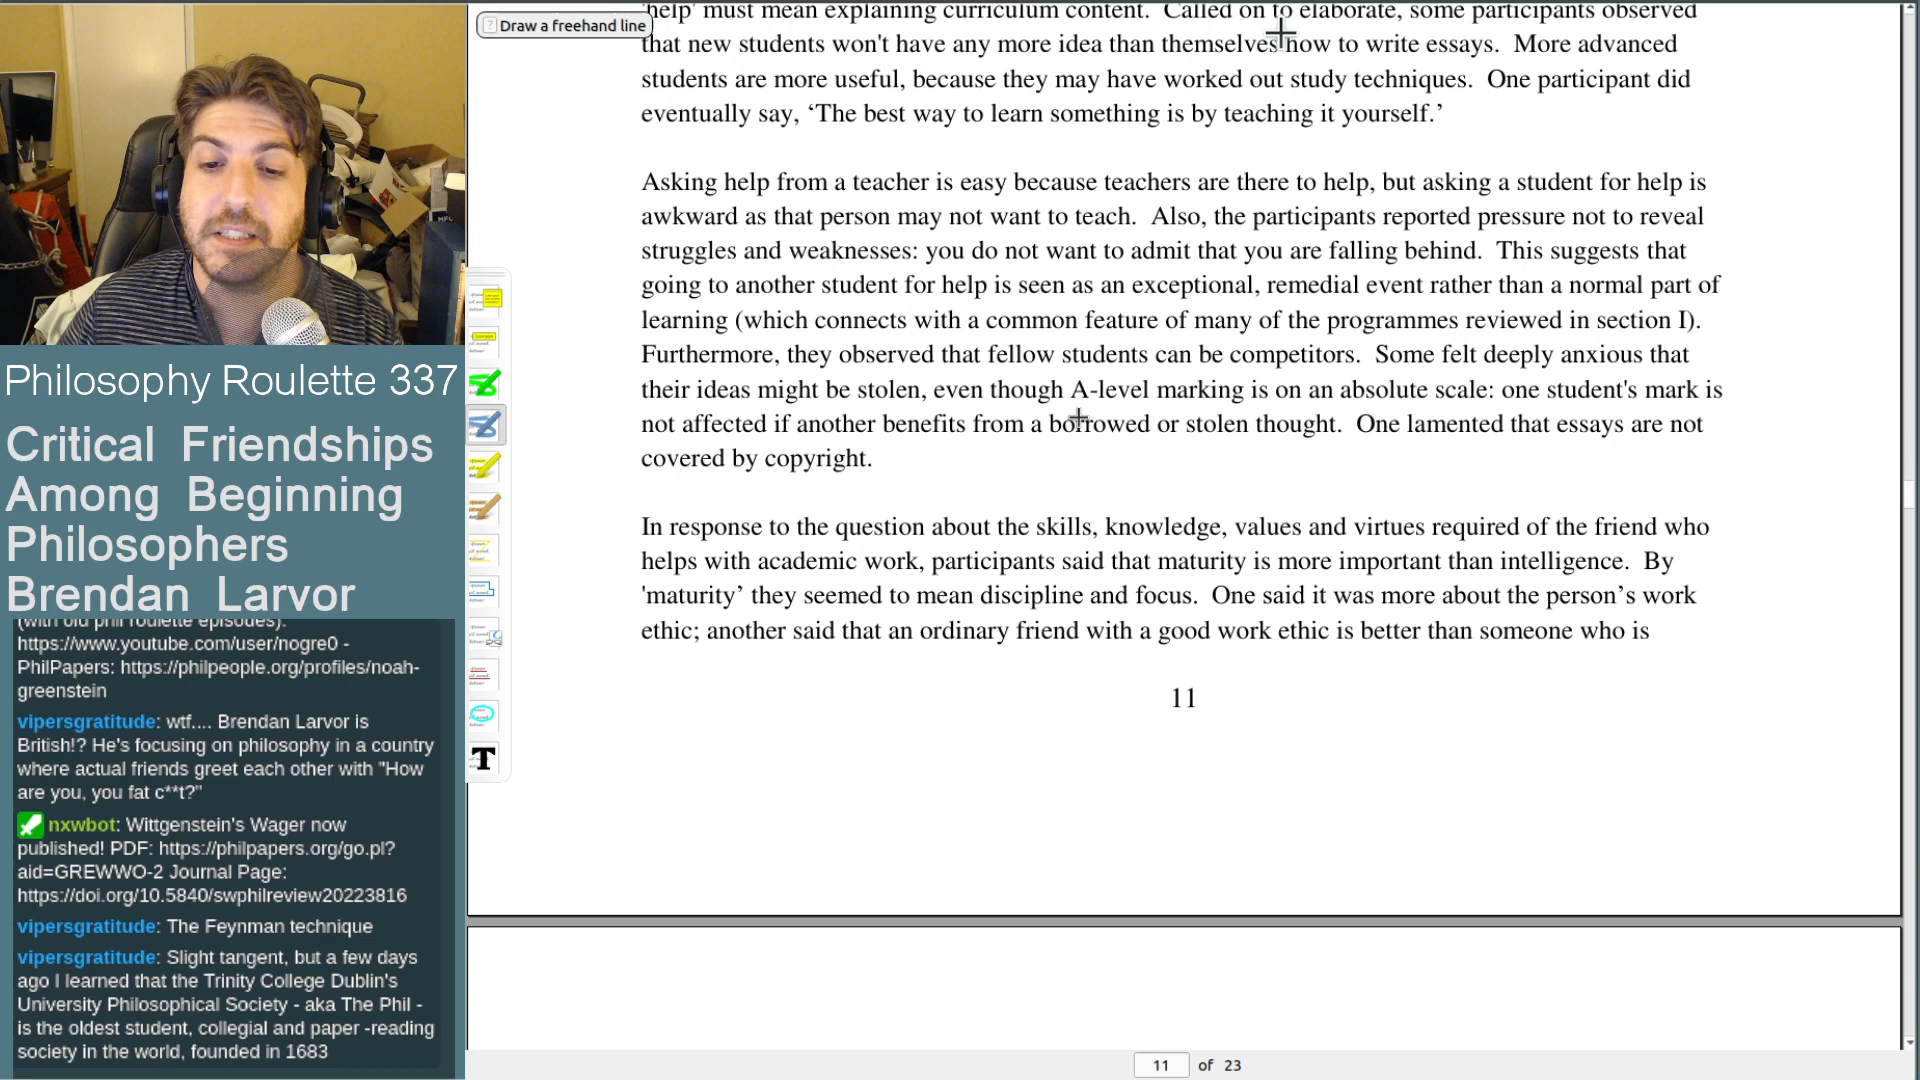 Draw a freehand line
'help' must mean explaining curriculum content.  Called on to elaborate, some participants observed
that new students won't have any more idea than themselves how to write essays.  More advanced
students are more useful, because they may have worked out study techniques.  One participant did
eventually say, ‘The best way to learn something is by teaching it yourself.’
Asking help from a teacher is easy because teachers are there to help, but asking a student for help is
awkward as that person may not want to teach.  Also, the participants reported pressure not to reveal
struggles and weaknesses: you do not want to admit that you are falling behind.  This suggests that
going to another student for help is seen as an exceptional, remedial event rather than a normal part of
learning (which connects with a common feature of many of the programmes reviewed in section I).
Furthermore, they observed that fellow students can be competitors.  Some felt deeply anxious that
their ideas might be stolen, even though A-level marking is on an absolute scale: one student's mark is
not affected if another benefits from a borrowed or stolen thought.  One lamented that essays are not
covered by copyright.
In response to the question about the skills, knowledge, values and virtues required of the friend who
helps with academic work, participants said that maturity is more important than intelligence.  By
'maturity’ they seemed to mean discipline and focus.  One said it was more about the person’s work
ethic; another said that an ordinary friend with a good work ethic is better than someone who is
11
11 of 23
T
Philosophy Roulette 337
Critical Friendships
Among Beginning
Philosophers
Brendan Larvor
(with old phil roulette episodes):
https://www.youtube.com/user/nogre0 -
PhilPapers: https://philpeople.org/profiles/noah-
greenstein
vipersgratitude: wtf.... Brendan Larvor is
British!? He's focusing on philosophy in a country
where actual friends greet each other with "How
are you, you fat c**t?"
nxwbot: Wittgenstein's Wager now
published! PDF: https://philpapers.org/go.pl?
aid=GREWWO-2 Journal Page:
https://doi.org/10.5840/swphilreview20223816
vipersgratitude: The Feynman technique
vipersgratitude: Slight tangent, but a few days
ago I learned that the Trinity College Dublin's
University Philosophical Society - aka The Phil -
is the oldest student, collegial and paper -reading
society in the world, founded in 1683